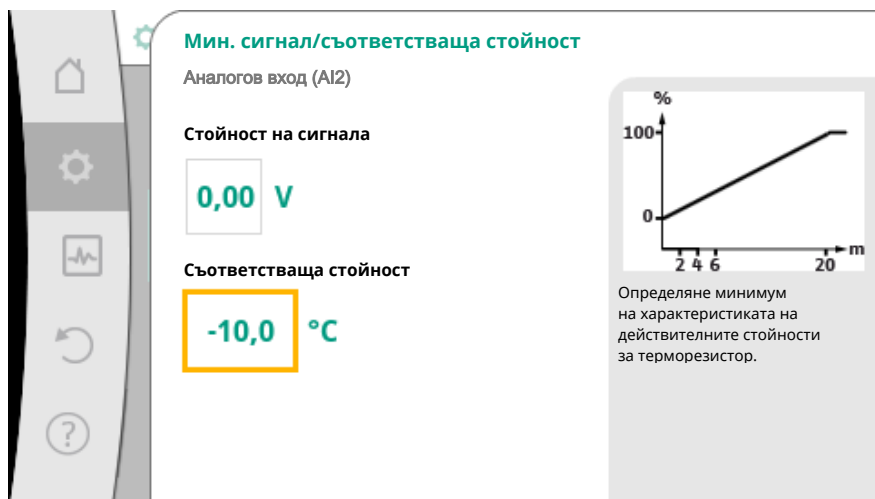 Мин. сигнал/съответстваща стойност
Аналогов вход (AI2)
Стойност на сигнала
0,00 V
Съответстваща стойност
-10,0 °C
%
100
0
2 4 6 20
m
Определяне минимум
на характеристиката на
действителните стойности
за терморезистор.
?